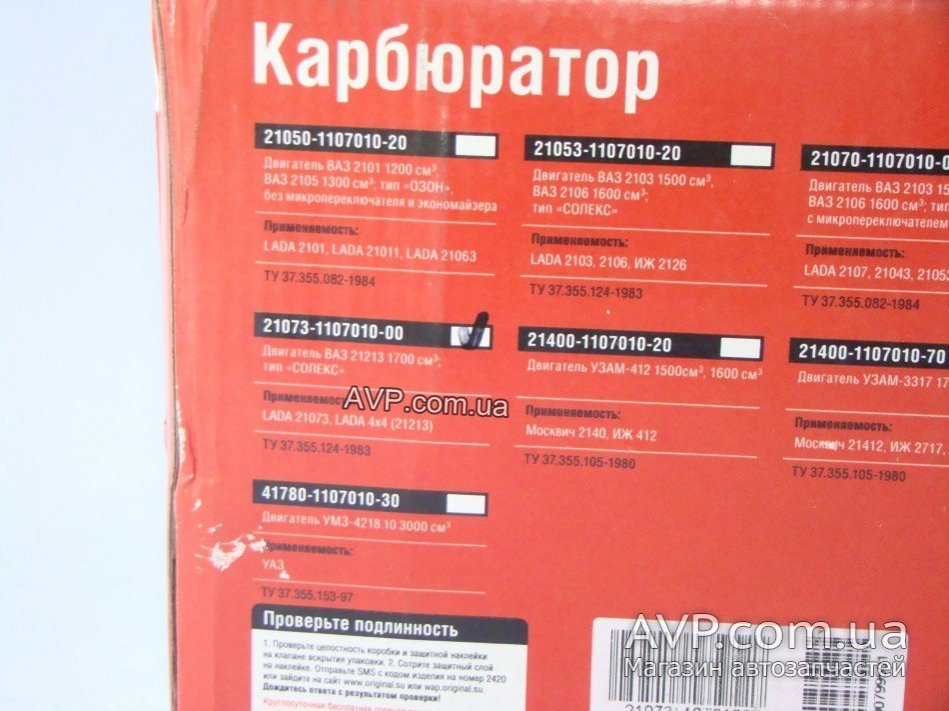 Карбюратор
21050-1107010-20
Двигатель ВАЗ 2101 1200 см³,
ВАЗ 2105 1300 см³; тип «ОЗОН»,
без микропереключателя и экономайзера
Применяемость:
LADA 2101, LADA 21011, LADA 21063
ТУ 37.355.082-1984
21053-1107010-20
Двигатель ВАЗ 2103 1500 см³,
ВАЗ 2106 1600 см³;
тип «СОЛЕКС»
Применяемость:
LADA 2103, 2106, ИЖ 2126
ТУ 37.355.124-1983
21070-1107010-0
Двигатель ВАЗ 2103 15
ВАЗ 2106 1600 см³; тип
с микропереключателем
Применяемость:
LADA 2107, 21043, 21053
ТУ 37.355.082-1984
21073-1107010-00
Двигатель ВАЗ 21213 1700 см³;
тип «СОЛЕКС»
AVP.com.ua
LADA 21073, LADA 4x4 (21213)
ТУ 37.355.124-1983
21400-1107010-20
Двигатель УЗАМ-412 1500см³, 1600 см³
Применяемость:
Москвич 2140, ИЖ 412
ТУ 37.355.105-1980
21400-1107010-70
Двигатель УЗАМ-3317 17
Применяемость:
Москвич 21412, ИЖ 2717,
ТУ 37.355.105-1980
41780-1107010-30
Двигатель УМЗ-4218.10 3000 см³
Применяемость:
УАЗ
ТУ 37.355.153-97
Проверьте подлинность
1. Проверьте целостность коробки и защитной наклейки
на клапане вскрытия упаковки. 2. Сотрите защитный слой
на наклейке. Отправьте SMS с кодом изделия на номер 2420
или зайдите на сайт www.original.su или wap.original.su.
Дождитесь ответа с результатом проверки!
Круглосуточная бесплатная
AVP.com.ua
Магазин автозапчастей